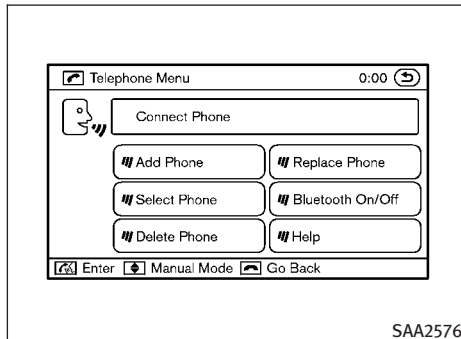 Telephone Menu 0:00
Connect Phone
Add Phone Replace Phone
Select Phone Bluetooth On/Off
Delete Phone Help
Enter Manual Mode Go Back
SAA2576